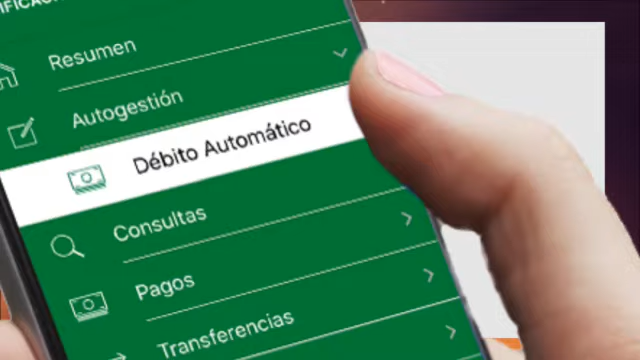 Resumen
Autogestión
Débito Automático
Consultas
Pagos
Transferencias